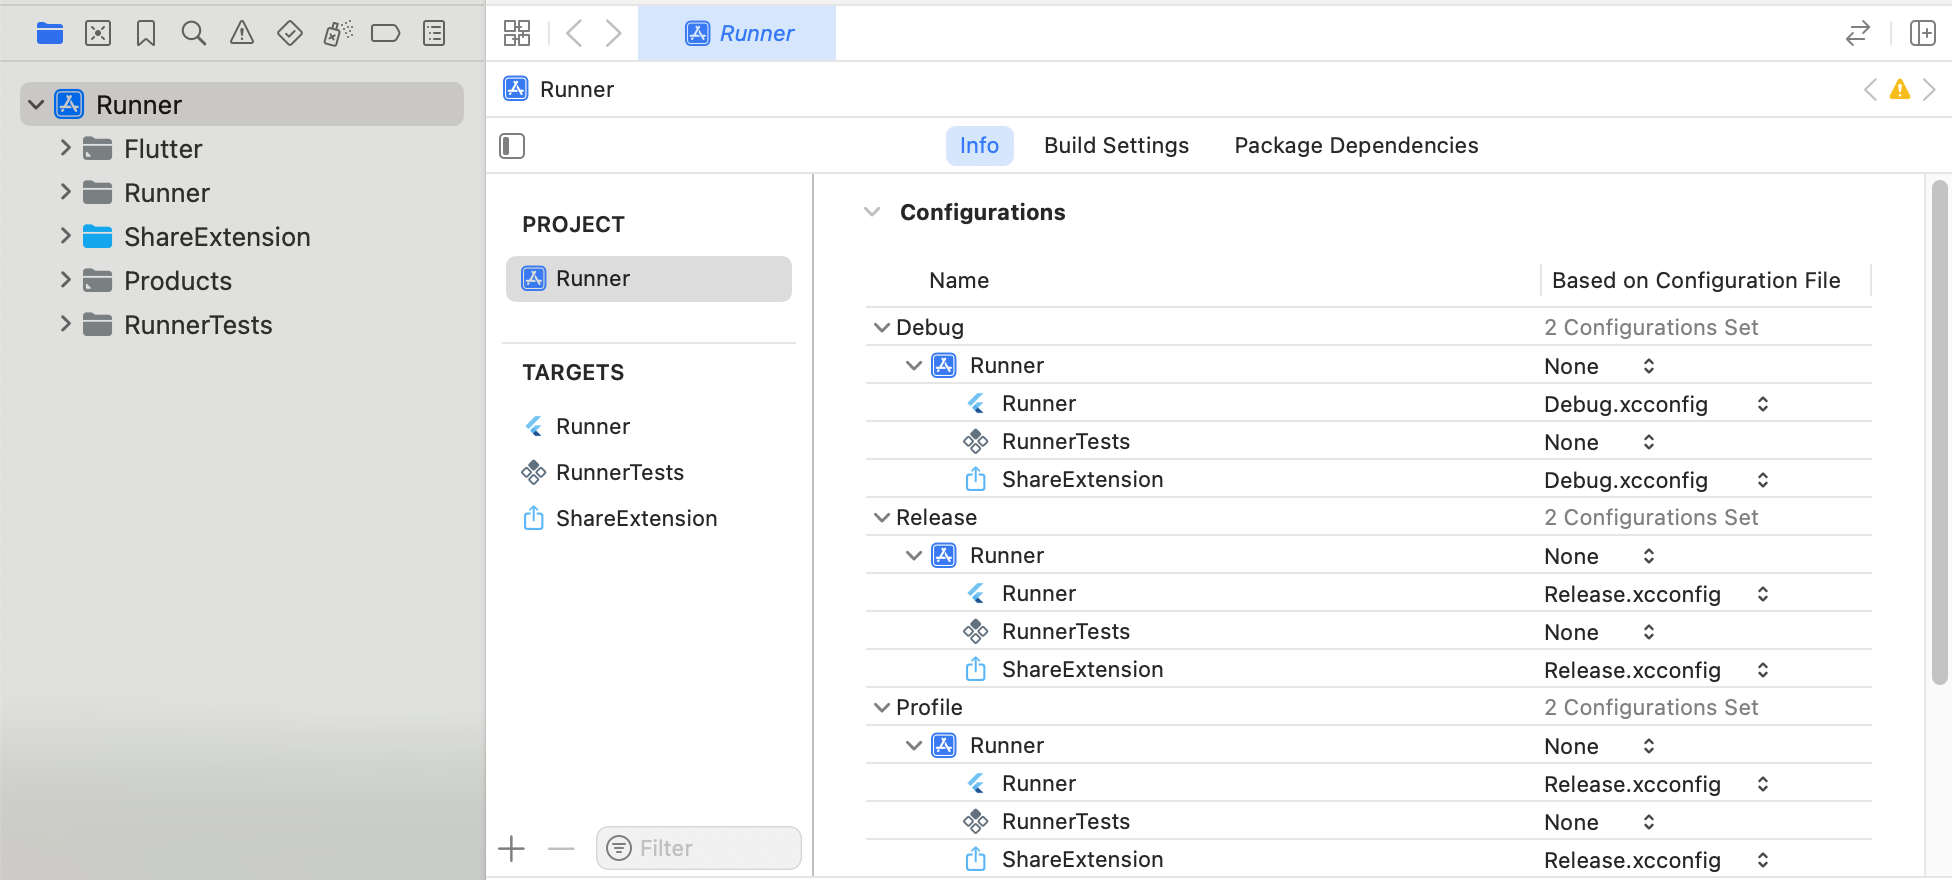 Runner
Runner
Flutter
Runner
ShareExtension
Products
RunnerTests
Runner
Info
Build Settings
Package Dependencies
PROJECT
Runner
TARGETS
Runner
RunnerTests
ShareExtension
Filter
Configurations
Name Based on Configuration File
Debug 2 Configurations Set
Runner None
Runner Debug.xcconfig
RunnerTests None
ShareExtension Debug.xcconfig
Release 2 Configurations Set
Runner None
Runner Release.xcconfig
RunnerTests None
ShareExtension Release.xcconfig
Profile 2 Configurations Set
Runner None
Runner Release.xcconfig
RunnerTests None
ShareExtension Release.xcconfig